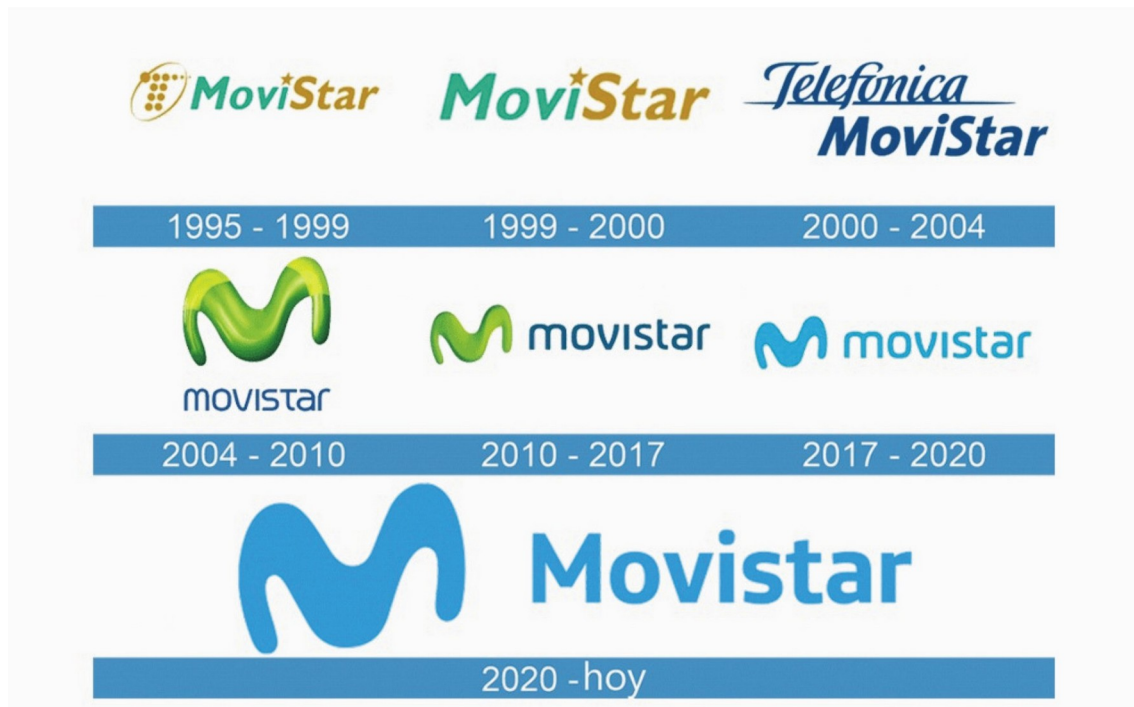 MoviStar
MoviStar
Telefónica
MoviStar
1995 - 1999
1999 - 2000
2000 - 2004
movistar
movistar
movistar
2004 - 2010
2010 - 2017
2017 - 2020
Movistar
2020 - hoy